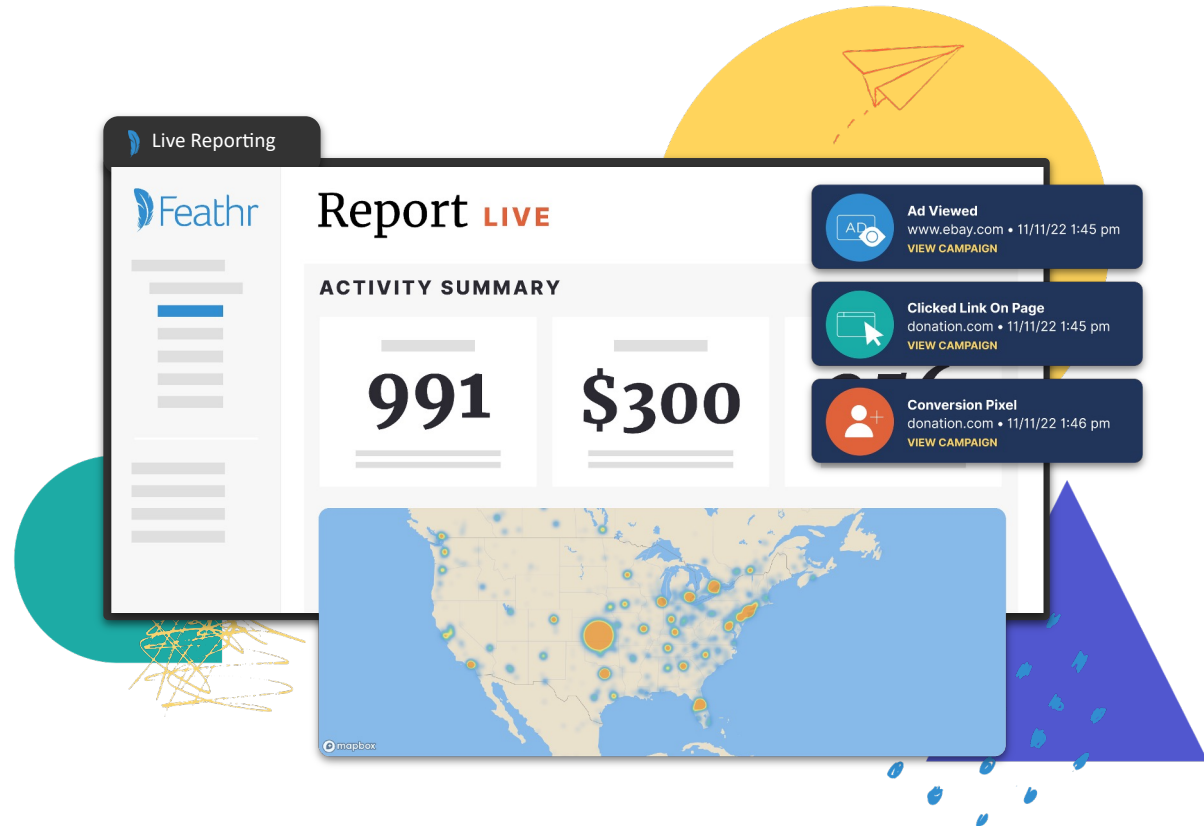 Live Reporting
Feathr
Report LIVE
ACTIVITY SUMMARY
991
$300
Ad Viewed
AD
www.ebay.com • 11/11/22 1:45 pm
VIEW CAMPAIGN
Clicked Link On Page
donation.com • 11/11/22 1:45 pm
VIEW CAMPAIGN
Conversion Pixel
donation.com • 11/11/22 1:46 pm
VIEW CAMPAIGN
mapbox